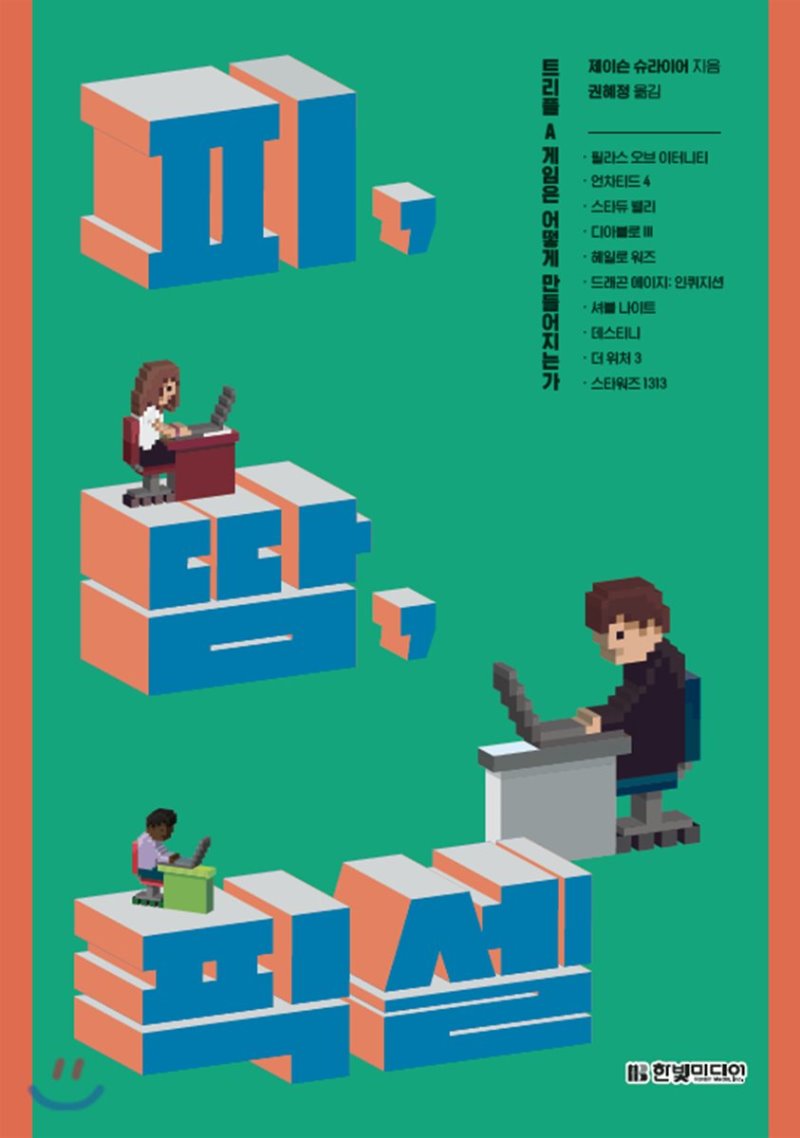 피,
땀,
픽셀
트리플 A 게임은 어떻게 만들어지는가
제이슨 슈라이어 지음
권혜정 옮김
· 필라스 오브 이터니티
· 언차티드 4
· 스타듀 밸리
· 디아블로 III
· 헤일로 워즈
· 드래곤 에이지: 인퀴지션
· 셔블 나이트
· 데스티니
· 더 위처 3
· 스타워즈 1313
한빛미디어
Hanbit Media, Inc.